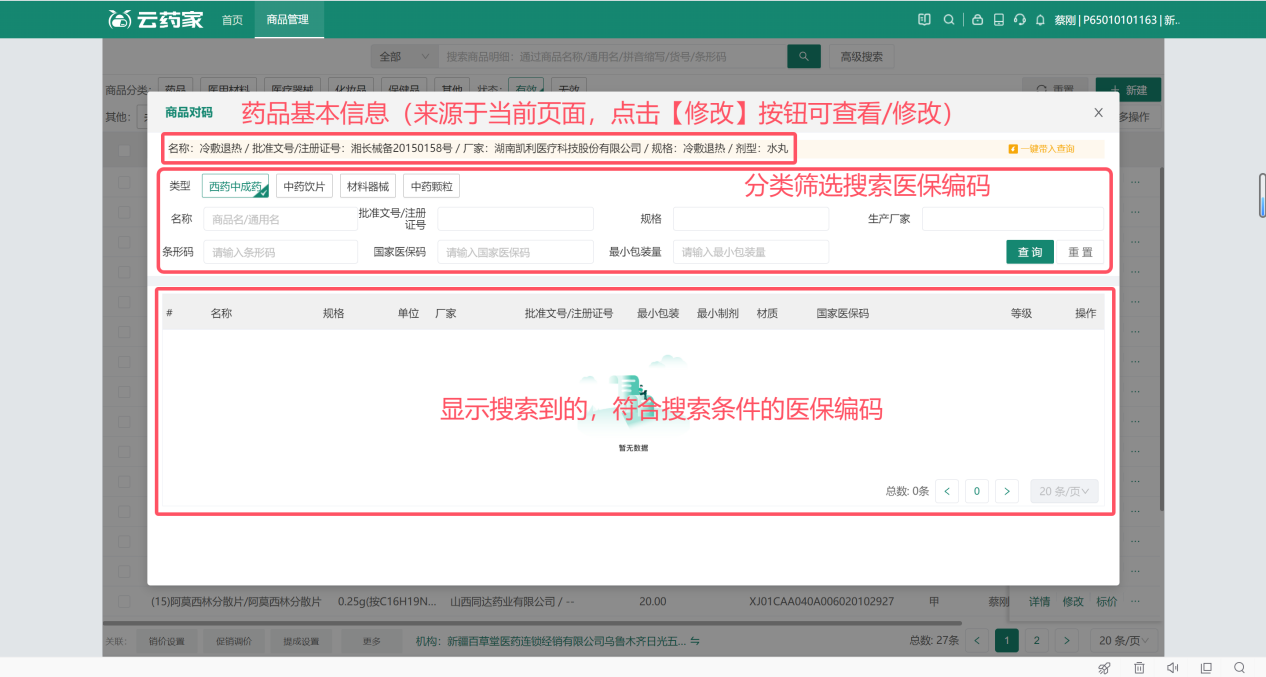 云药家 首页 商品管理 蔡刚 | P65010101163 | 新..
全部 搜索商品明细：通过商品名称/通用名/拼音缩写/货号/条形码 高级搜索
商品分类： 药品 医用材料 医疗器械 化妆品 保健品 其他 状态： 有效 无效 重置 新建
其他：
多操作
商品对码 药品基本信息（来源于当前页面，点击【修改】按钮可查看/修改）
名称：冷敷退热 / 批准文号/注册证号：湘长械备20150158号 / 厂家：湖南凯利医疗科技股份有限公司 / 规格：冷敷退热 / 剂型：水丸 一键带入查询
类型 西药中成药 中药饮片 材料器械 中药颗粒 分类筛选搜索医保编码
名称 商品名/通用名 批准文号/注册证号 规格 生产厂家
条形码 请输入条形码 国家医保码 请输入国家医保码 最小包装量 请输入最小包装量 查询 重置
# 名称 规格 单位 厂家 批准文号/注册证号 最小包装 最小制剂 材质 国家医保码 等级 操作
显示搜索到的，符合搜索条件的医保编码
暂无数据
总数: 0条 < 0 > 20 条/页
(15)阿莫西林分散片/阿莫西林分散片 0.25g(按C16H19N... 山西同达药业有限公司 / -- 20.00 XJ01CAA040A006020102927 甲 蔡刚 详情 修改 标价 ...
关联： 销价设置 促销调价 提成设置 更多 机构：新疆百草堂医药连锁经销有限公司乌鲁木齐日光五... 总数: 27条 < 1 2 > 20 条/页